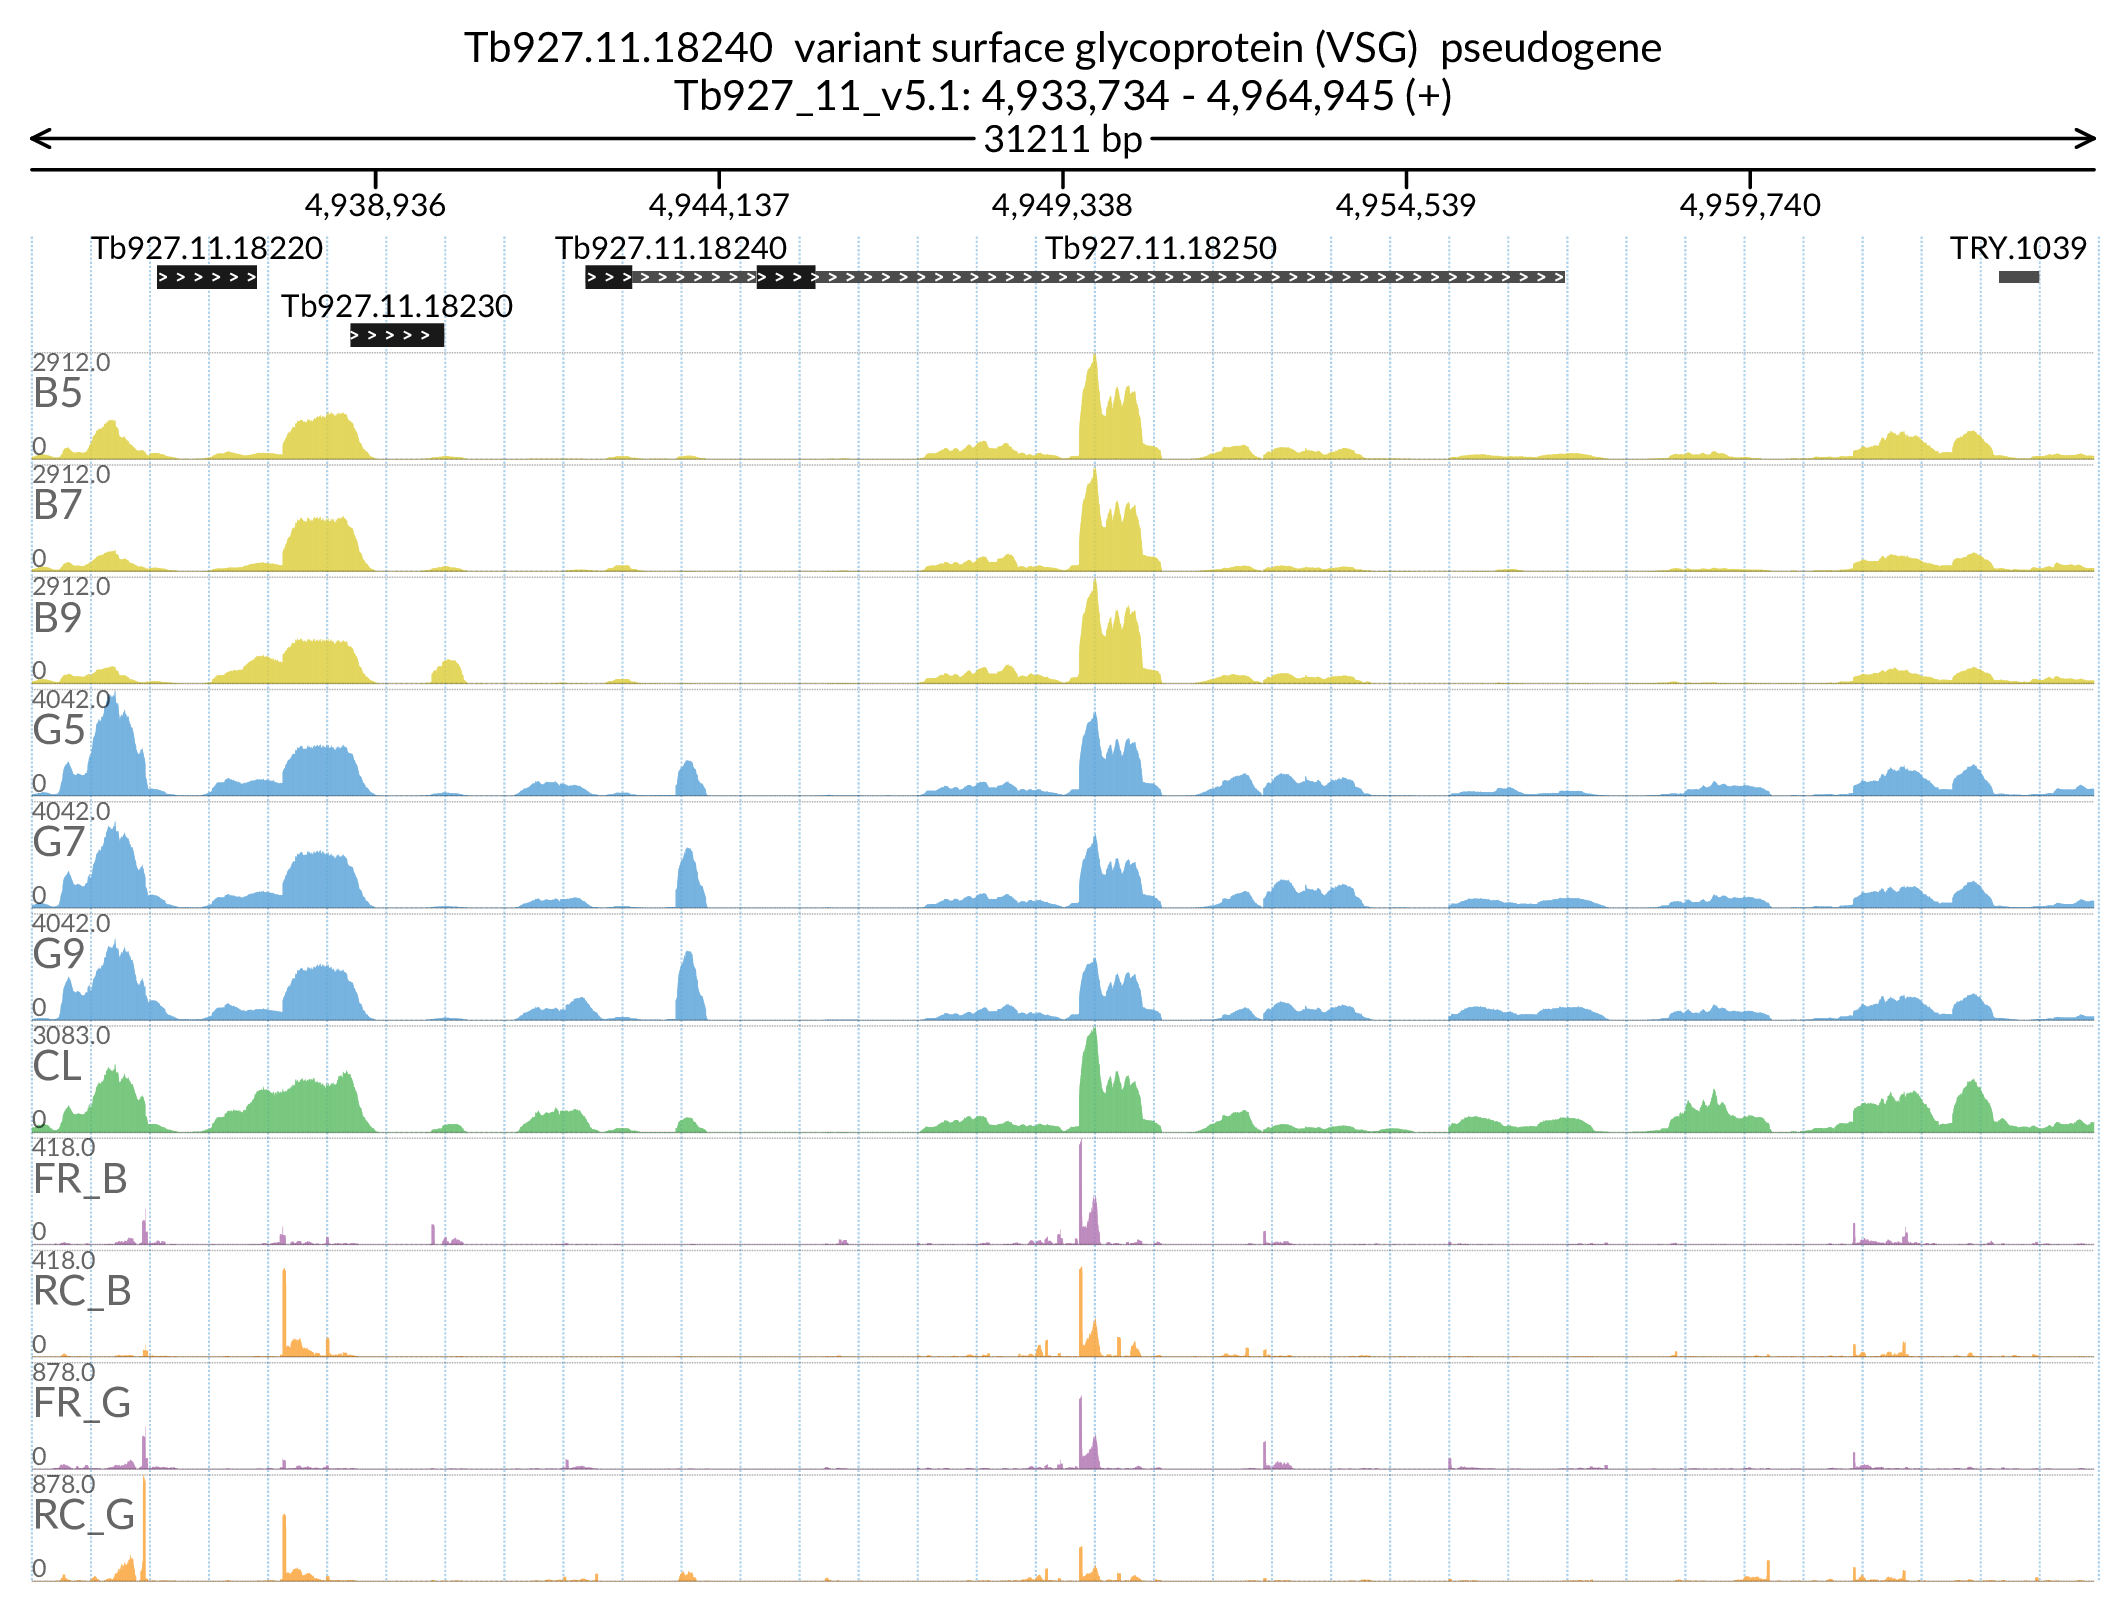 Tb927.11.18240 variant surface glycoprotein (VSG) pseudogene
Tb927_11_v5.1: 4,933,734 - 4,964,945 (+)
31211 bp
4,938,936 4,944,137 4,949,338 4,954,539 4,959,740
Tb927.11.18220 Tb927.11.18240 Tb927.11.18250 TRY.1039
Tb927.11.18230
2912.0
B5
0
2912.0
B7
0
2912.0
B9
0
4042.0
G5
0
4042.0
G7
0
4042.0
G9
0
3083.0
CL
0
418.0
FR_B
0
418.0
RC_B
0
878.0
FR_G
0
878.0
RC_G
0